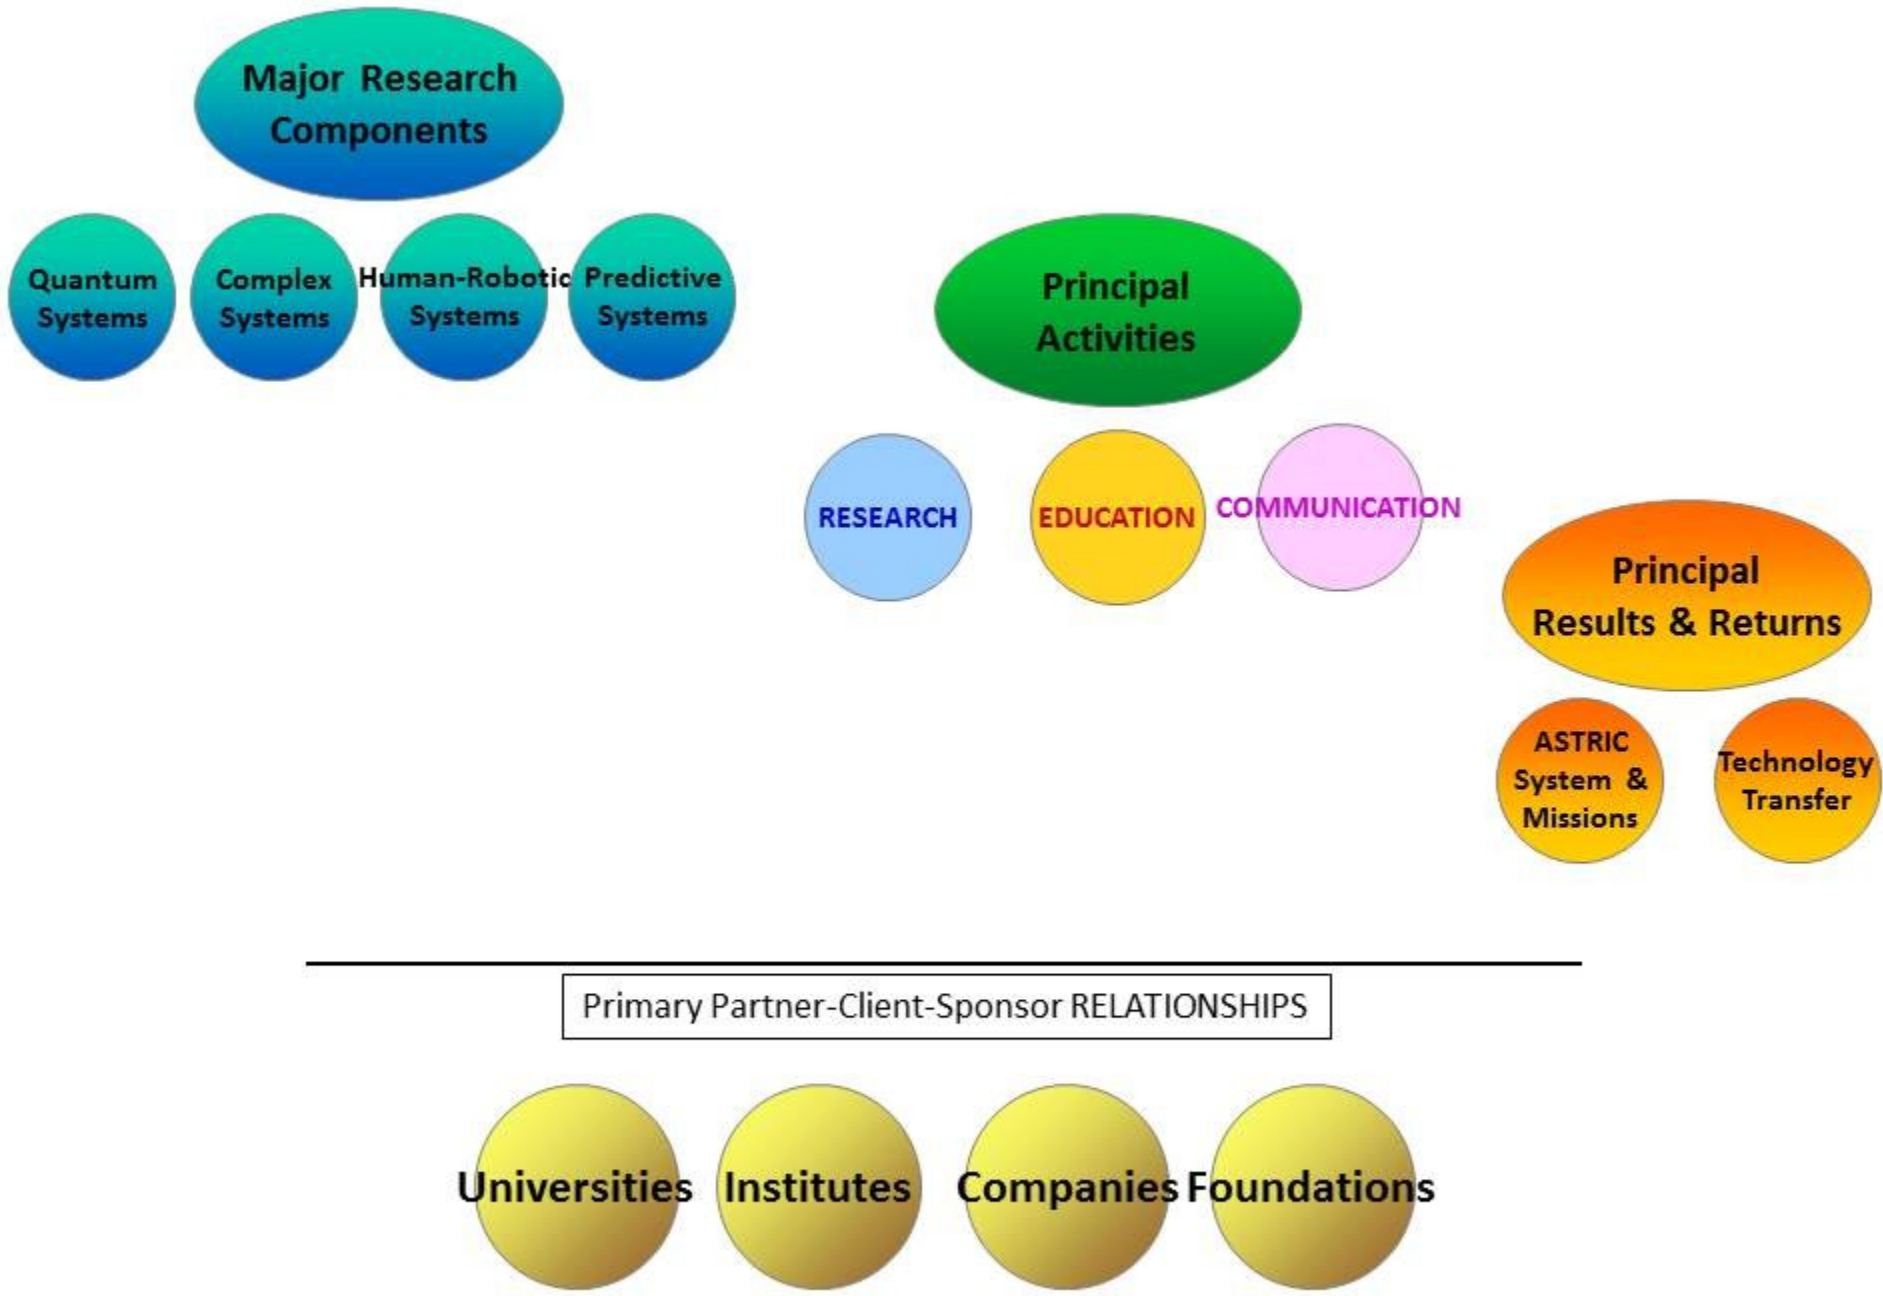 Major Research
Components
Quantum
Systems
Complex
Systems
Human-Robotic
Systems
Predictive
Systems
Principal
Activities
RESEARCH
EDUCATION
COMMUNICATION
Principal
Results & Returns
ASTRIC
System &
Missions
Technology
Transfer
Primary Partner-Client-Sponsor RELATIONSHIPS
Universities
Institutes
Companies
Foundations